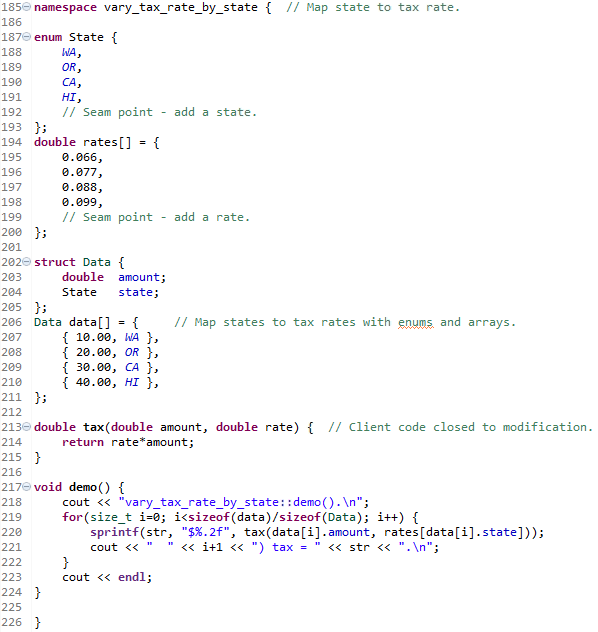 185 namespace vary_tax_rate_by_state {  // Map state to tax rate.
186
187 enum State {
188     WA,
189     OR,
190     CA,
191     HI,
192     // Seam point - add a state.
193 };
194 double rates[] = {
195     0.066,
196     0.077,
197     0.088,
198     0.099,
199     // Seam point - add a rate.
200 };
201
202 struct Data {
203     double  amount;
204     State   state;
205 };
206 Data data[] = {     // Map states to tax rates with enums and arrays.
207     { 10.00, WA },
208     { 20.00, OR },
209     { 30.00, CA },
210     { 40.00, HI },
211 };
212
213 double tax(double amount, double rate) {  // Client code closed to modification.
214     return rate*amount;
215 }
216
217 void demo() {
218     cout << "vary_tax_rate_by_state::demo().\n";
219     for(size_t i=0; i<sizeof(data)/sizeof(Data); i++) {
220         sprintf(str, "$%.2f", tax(data[i].amount, rates[data[i].state]));
221         cout << "  " << i+1 << ") tax = " << str << ".\n";
222     }
223     cout << endl;
224 }
225
226 }